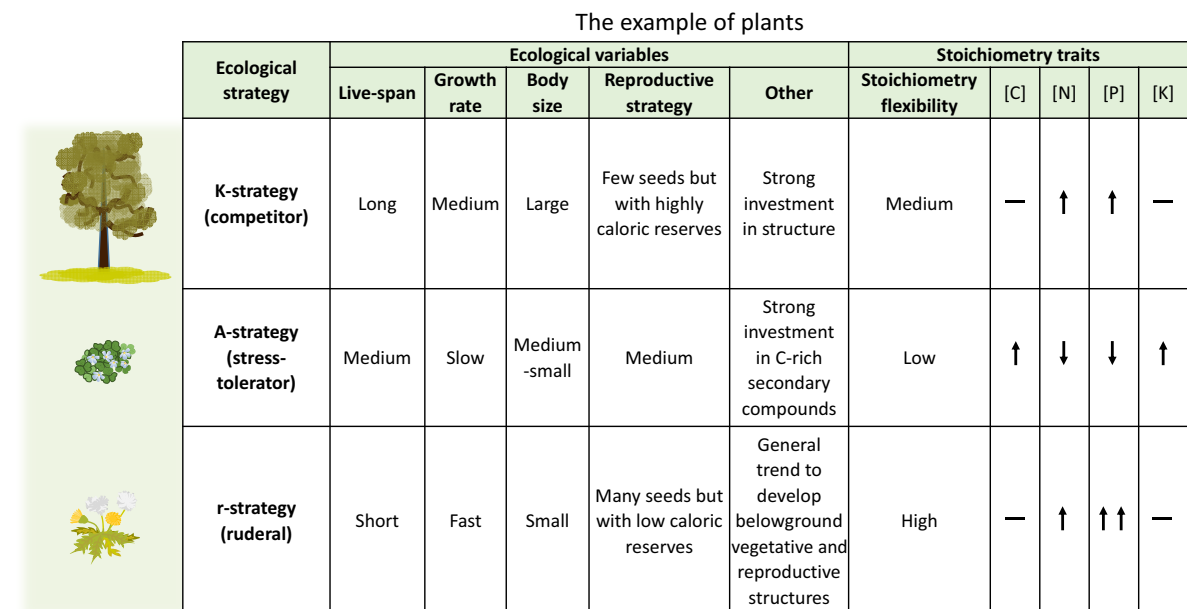 The example of plants
Ecological
strategy
Ecological variables
Stoichiometry traits
Live-span
Growth
rate
Body
size
Reproductive
strategy
Other
Stoichiometry
flexibility
[C]
[N]
[P]
[K]
K-strategy
(competitor)
Long
Medium
Large
Few seeds but
with highly
caloric reserves
Strong
investment
in structure
Medium
—
↑
↑
—
A-strategy
(stress-
tolerator)
Medium
Slow
Medium
-small
Medium
Strong
investment
in C-rich
secondary
compounds
Low
↑
↓
↓
↑
r-strategy
(ruderal)
Short
Fast
Small
Many seeds but
with low caloric
reserves
General
trend to
develop
belowground
vegetative and
reproductive
structures
High
—
↑
↑↑
—